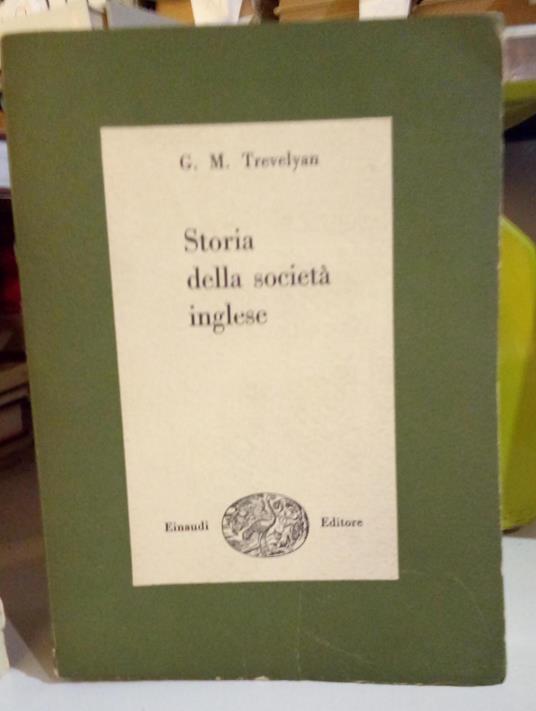 G. M. Trevelyan
Storia
della società
inglese
Einaudi Editore